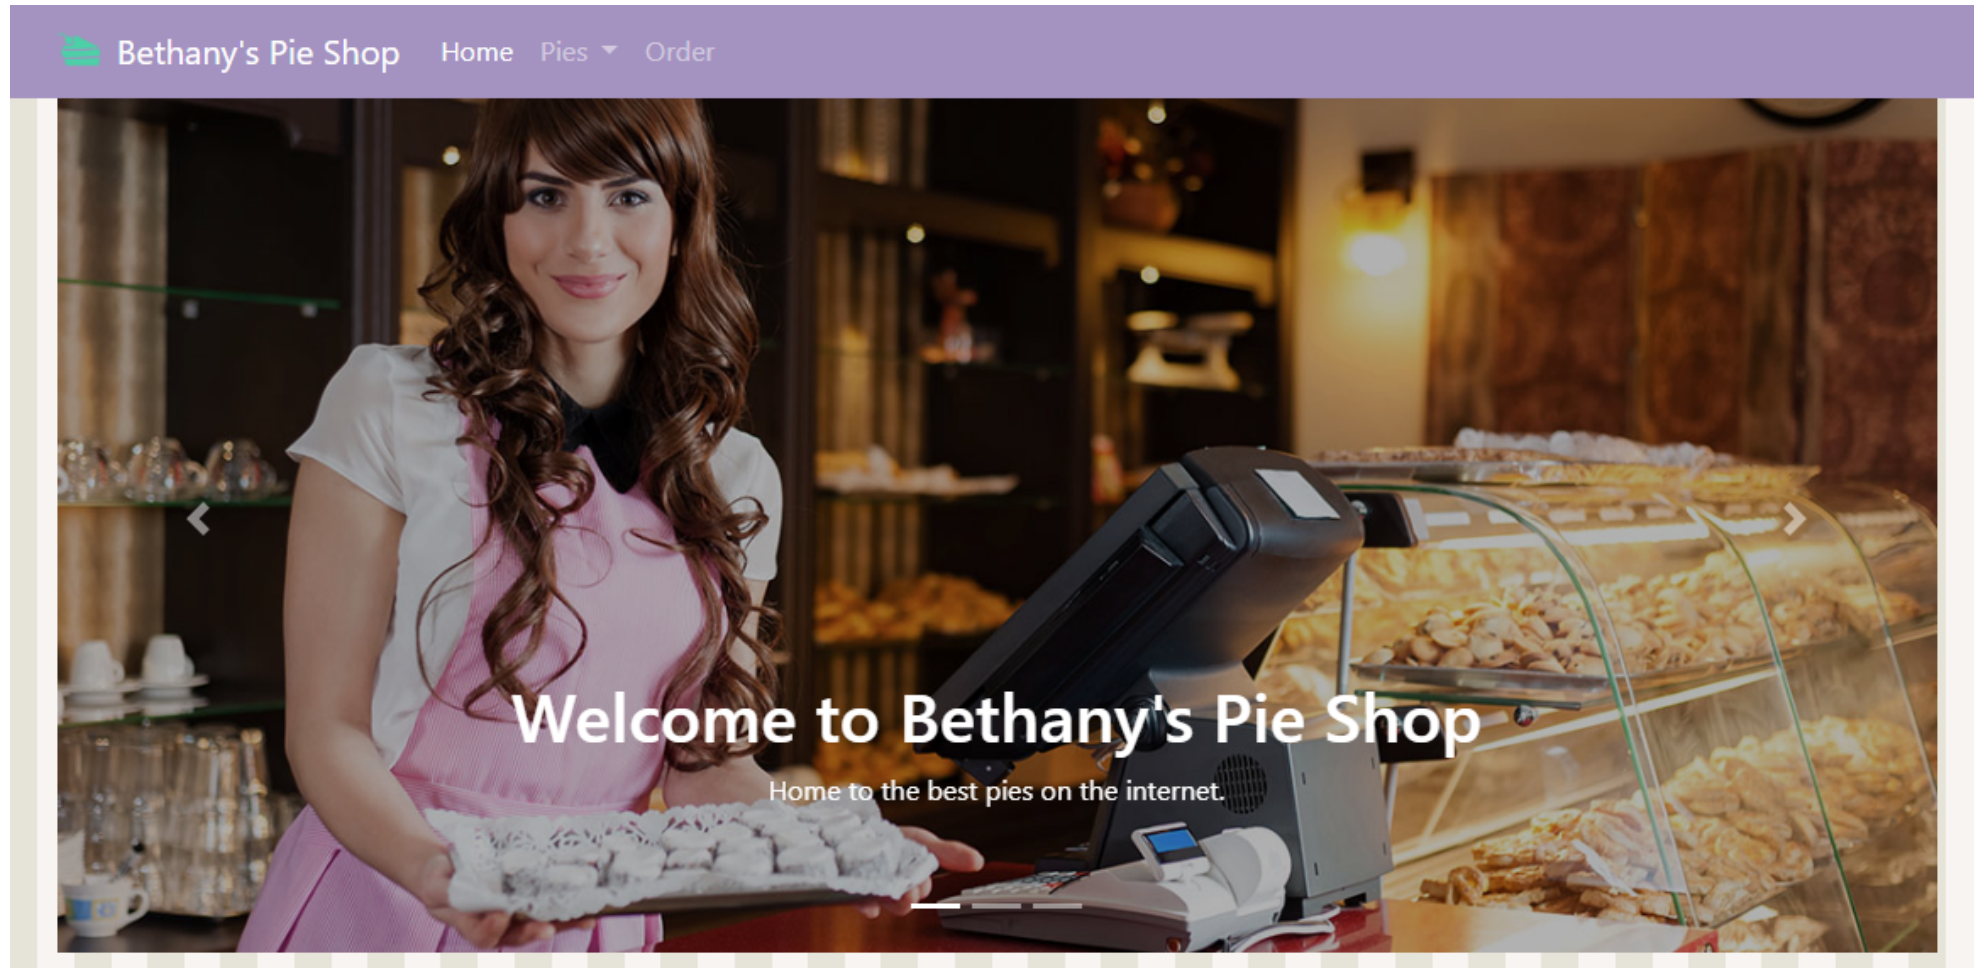 Bethany's Pie Shop Home Pies Order
Welcome to Bethany's Pie Shop
Home to the best pies on the internet.